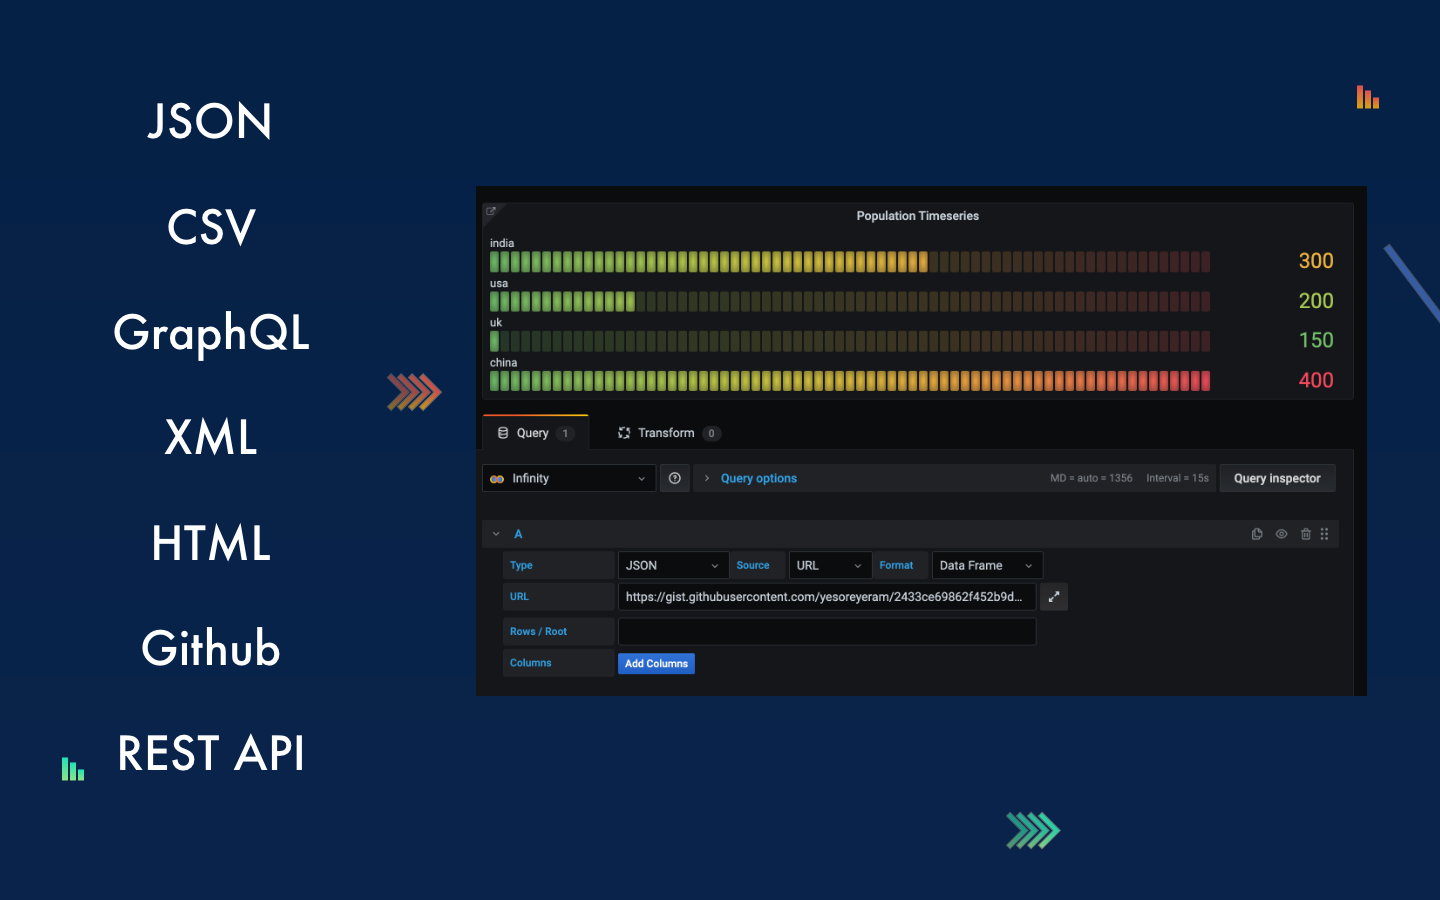 JSON
CSV
GraphQL
XML
HTML
Github
REST API
Population Timeseries
india
300
usa
200
uk
150
china
400
Query 1 Transform 0
Infinity Query options MD = auto = 1356 Interval = 15s Query inspector
A
Type JSON Source URL Format Data Frame
URL https://gist.githubusercontent.com/yesoreyeram/2433ce69862f452b9d...
Rows / Root
Columns Add Columns